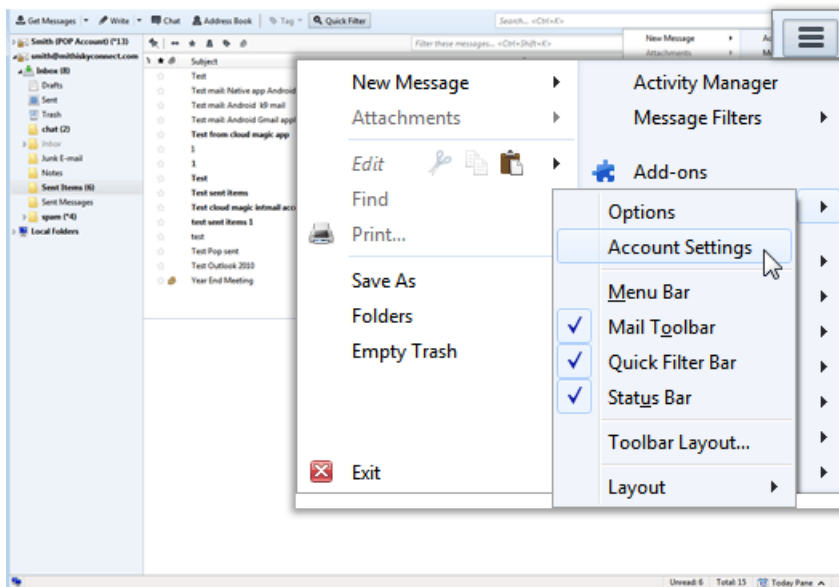 Get Messages Write Chat Address Book Tag Quick Filter Search... <Ctrl+K>
Smith (POP Account) (*13)
smith@mithiskyconnect.com
Inbox (8)
Drafts
Sent
Trash
chat (2)
Inbox
Junk E-mail
Notes
Sent Items (6)
Sent Messages
spam (*4)
Local Folders
Filter these messages... <Ctrl+Shift+K>
Subject
Test
Test mail: Native app Android
Test mail: Android k9 mail
Test mail: Android Gmail appl
Test from cloud magic app
1
1
Test
Test sent items
Test cloud magic intmail acco
test sent items 1
test
Test Pop sent
Test Outlook 2010
Year End Meeting
New Message
Attachments
New Message
Attachments
Edit
Find
Print...
Save As
Folders
Empty Trash
Exit
Activity Manager
Message Filters
Add-ons
Options
Account Settings
Menu Bar
Mail Toolbar
Quick Filter Bar
Status Bar
Toolbar Layout...
Layout
Unread: 6 Total: 15 Today Pane